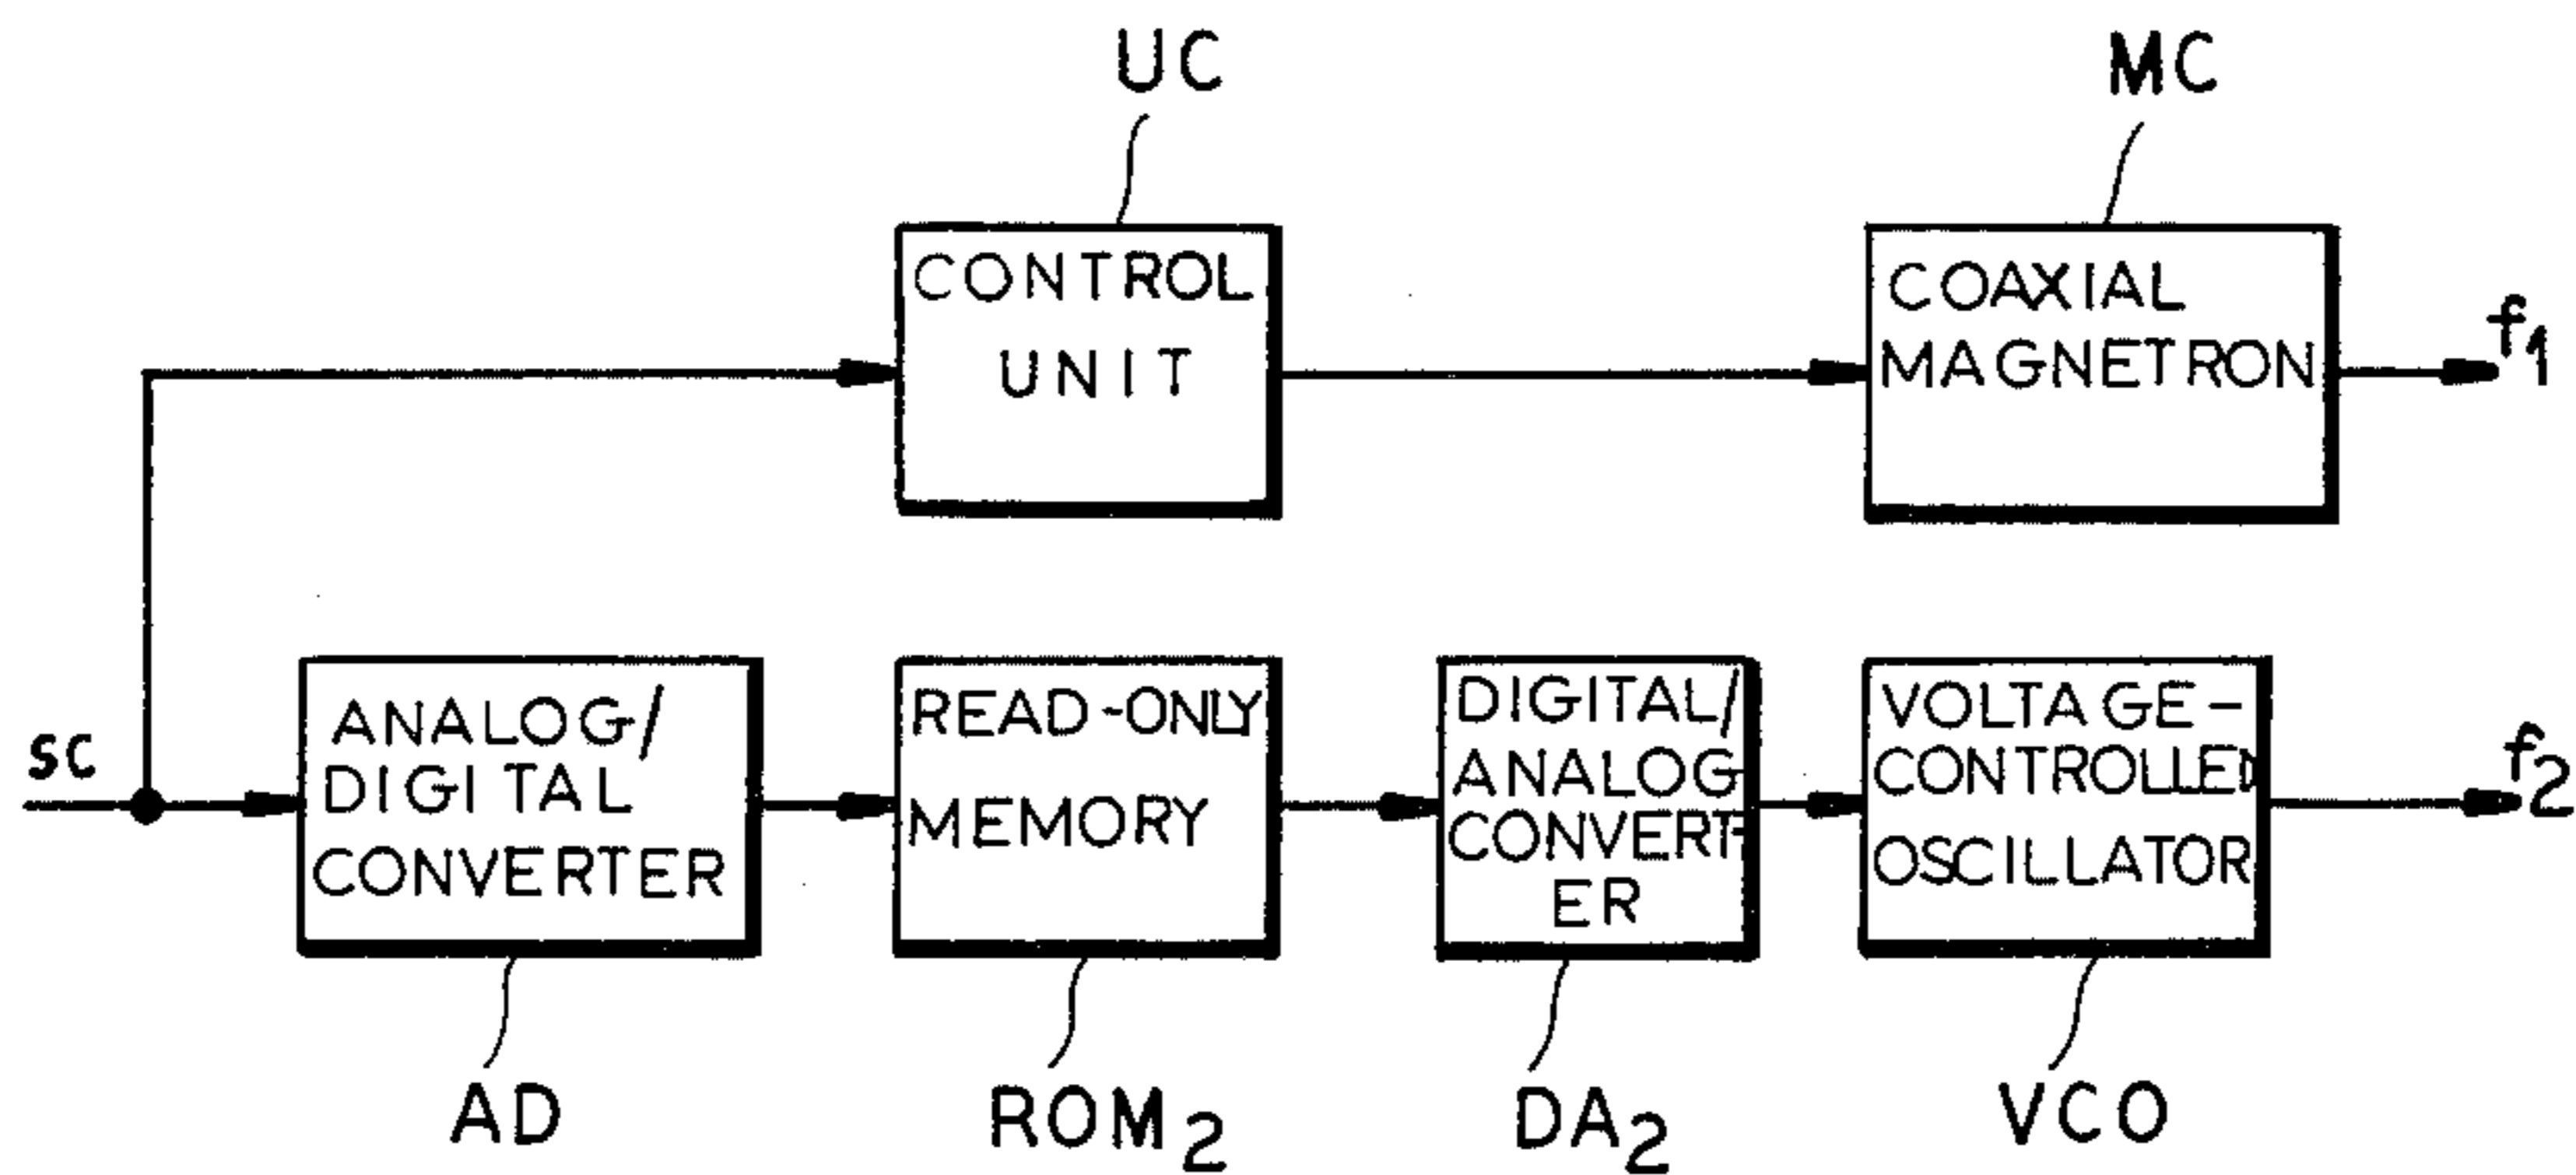 UC
MC
CONTROL
UNIT
COAXIAL
MAGNETRON
f₁
sc
ANALOG/
DIGITAL
CONVERTER
READ-ONLY
MEMORY
DIGITAL/
ANALOG
CONVERT-
ER
VOLTAGE-
CONTROLLED
OSCILLATOR
f₂
AD
ROM₂
DA₂
VCO